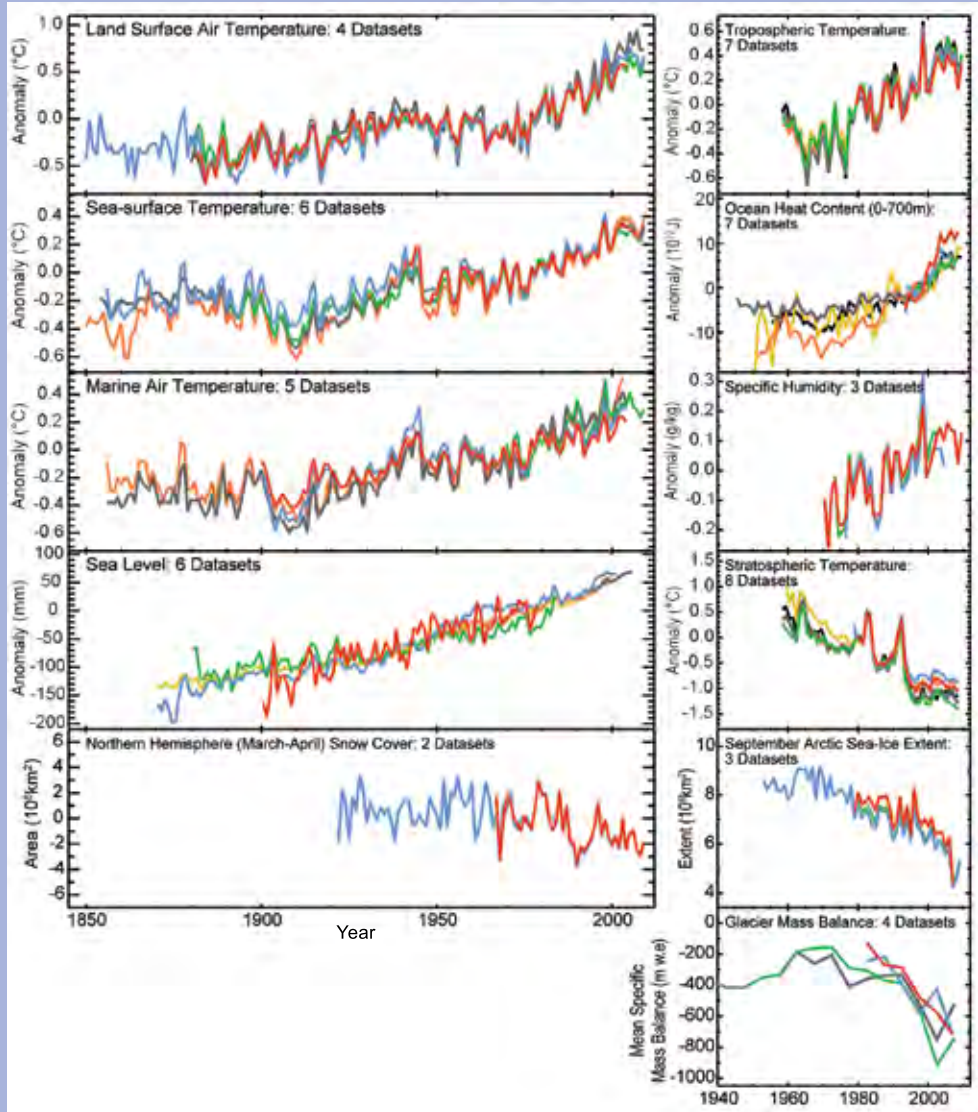 Land Surface Air Temperature: 4 Datasets
Anomaly (°C)
1.0
0.5
0.0
-0.5
Sea-surface Temperature: 6 Datasets
Anomaly (°C)
0.4
0.2
0.0
-0.2
-0.4
-0.6
Marine Air Temperature: 5 Datasets
Anomaly (°C)
0.4
0.2
0.0
-0.2
-0.4
-0.6
Sea Level: 6 Datasets
Anomaly (mm)
100
50
0
-50
-100
-150
-200
Northern Hemisphere (March-April) Snow Cover: 2 Datasets
Area (10⁶km²)
6
4
2
0
-2
-4
-6
1850 1900 1950 2000
Year
Tropospheric Temperature:
7 Datasets
Anomaly (°C)
0.6
0.4
0.2
0.0
-0.2
-0.4
-0.6
Ocean Heat Content (0-700m):
7 Datasets
Anomaly
20
10
0
-10
Specific Humidity: 3 Datasets
Anomaly (g/kg)
0.3
0.2
0.1
0.0
-0.1
-0.2
Stratospheric Temperature:
8 Datasets
Anomaly (°C)
1.5
1.0
0.5
0.0
-0.5
-1.0
-1.5
September Arctic Sea-Ice Extent:
3 Datasets
Extent (10⁶km²)
10
8
6
4
Glacier Mass Balance: 4 Datasets
Mean Specific
Mass Balance (m w.e)
0
-200
-400
-600
-800
-1000
1940 1960 1980 2000